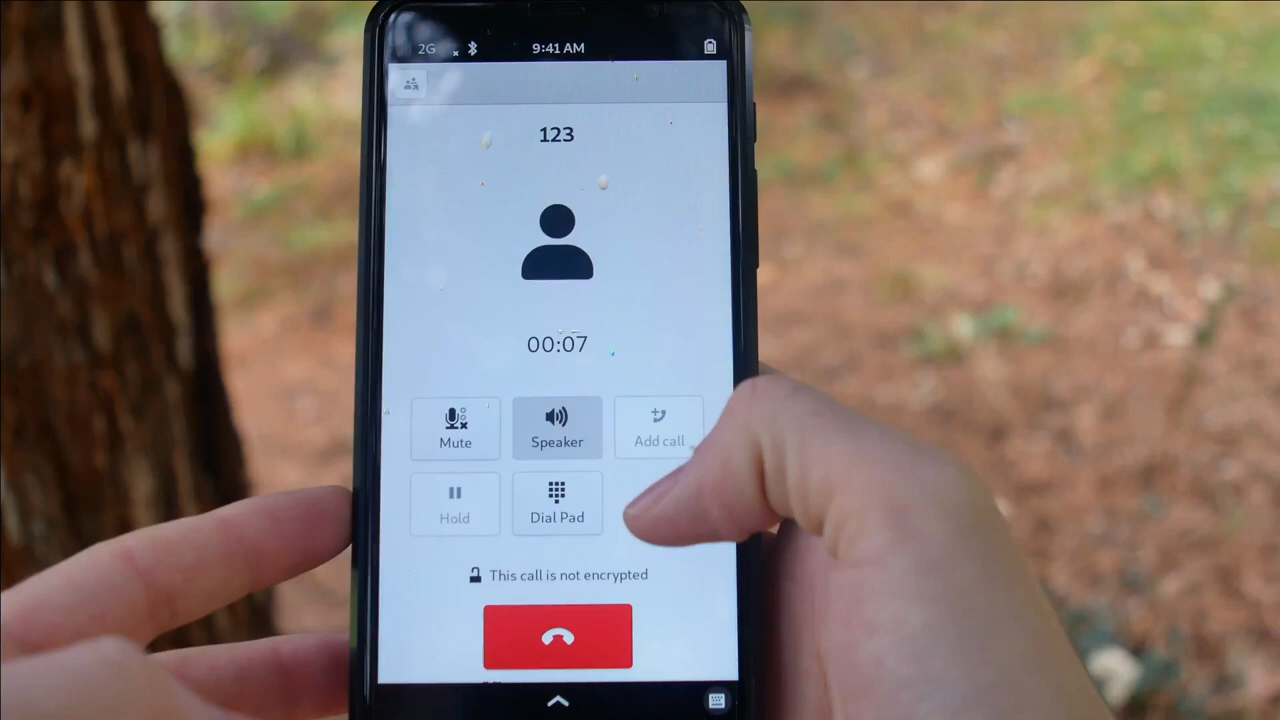 2G 9:41 AM
123
00:07
Mute Speaker Add call
Hold Dial Pad
This call is not encrypted